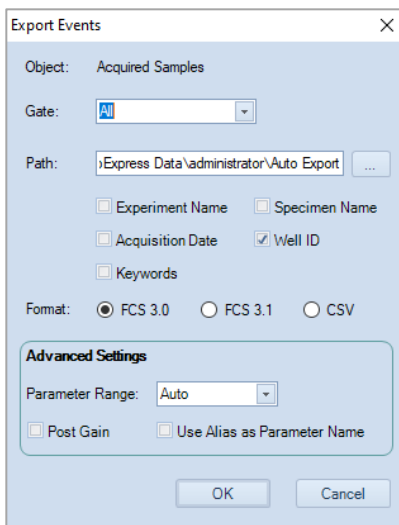 Export Events
Object: Acquired Samples
Gate: All
Path: ›Express Data\administrator\Auto Export ...
Experiment Name Specimen Name
Acquisition Date Well ID
Keywords
Format: FCS 3.0 FCS 3.1 CSV
Advanced Settings
Parameter Range: Auto
Post Gain Use Alias as Parameter Name
OK Cancel